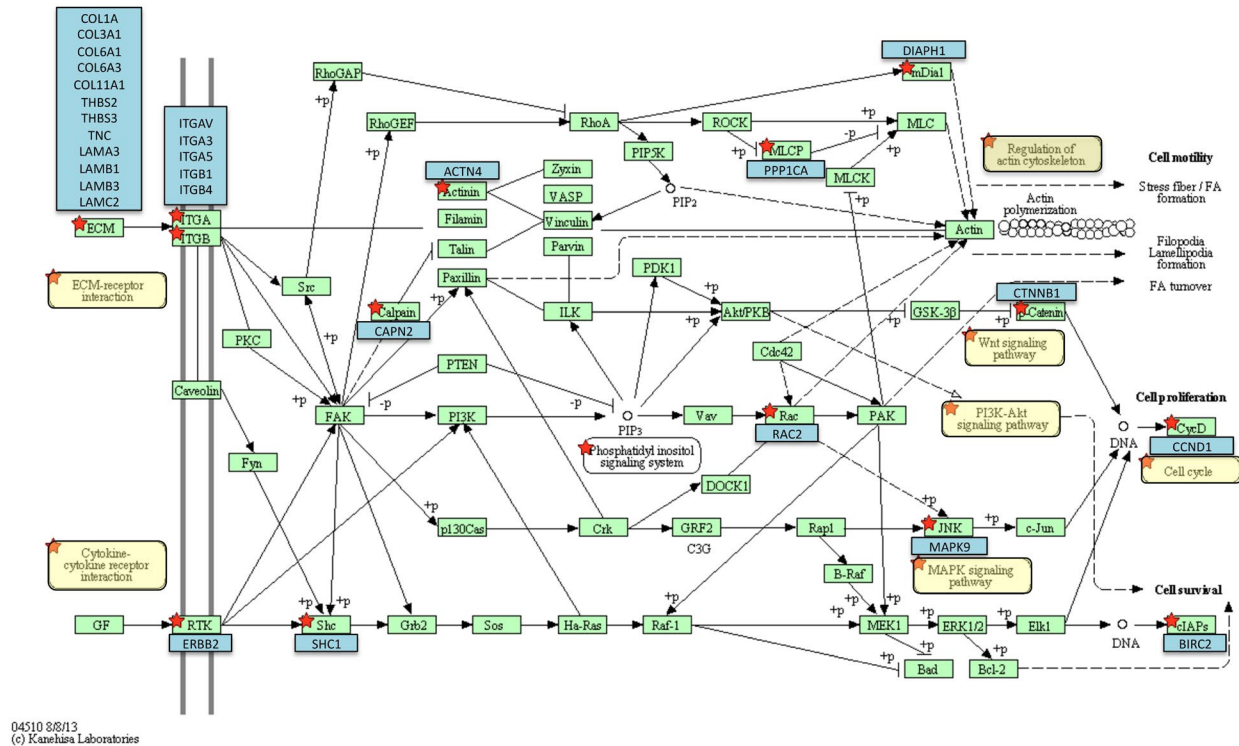 COL1A
COL3A1
COL6A1
COL6A3
COL11A1
THBS2
THBS3
TNC
LAMA3
LAMB1
LAMB3
LAMC2
ITGAV
ITGA3
ITGA5
ITGB1
ITGB4
ECM
ITGA
ITGB
ECM-receptor
interaction
RhoGAP
+p
RhoGEF
+p
RhoA
ROCK
+p
-p
+p
MLC
DIAPH1
mDia1
PIP5K
MLCP
PPP1CA
MLCK
+p
PIP2
Regulation of
actin cytoskeleton
Cell motility
Stress fiber / FA
formation
Actin
polymerization
Actin
Filopodia
Lamellipodia
formation
FA turnover
ACTN4
Actinin
Filamin
Talin
Paxillin
Zyxin
VASP
Vinculin
Parvin
Src
+p
Calpain
CAPN2
+p
ILK
PDK1
+p
Akt/PKB
GSK-3β
CTNNB1
β-Catenin
+p
Wnt signaling
pathway
PKC
PTEN
Cdc42
Caveolin
+p
FAK
-p
PI3K
-p
PIP3
Vav
Rac
RAC2
PAK
PI3K-Akt
signaling pathway
Cell proliferation
DNA
CycD
CCND1
Cell cycle
Phosphatidyl inositol
signaling system
Fyn
DOCK1
+p
p130Cas
Crk
GRF2
C3G
Rap1
+p
JNK
MAPK9
+p
c-Jun
MAPK signaling
pathway
Cytokine-
cytokine receptor
interaction
B-Raf
+p
+p
Cell survival
GF
RTK
ERBB2
+p
+p
+p
Shc
SHC1
Grb2
Sos
Ha-Ras
Raf-1
+p
+p
MEK1
+p
ERK1/2
+p
Elk1
DNA
cIAPs
BIRC2
+p
+p
+p
Bad
+p
Bcl-2
04510 8/8/13
(c) Kanehisa Laboratories